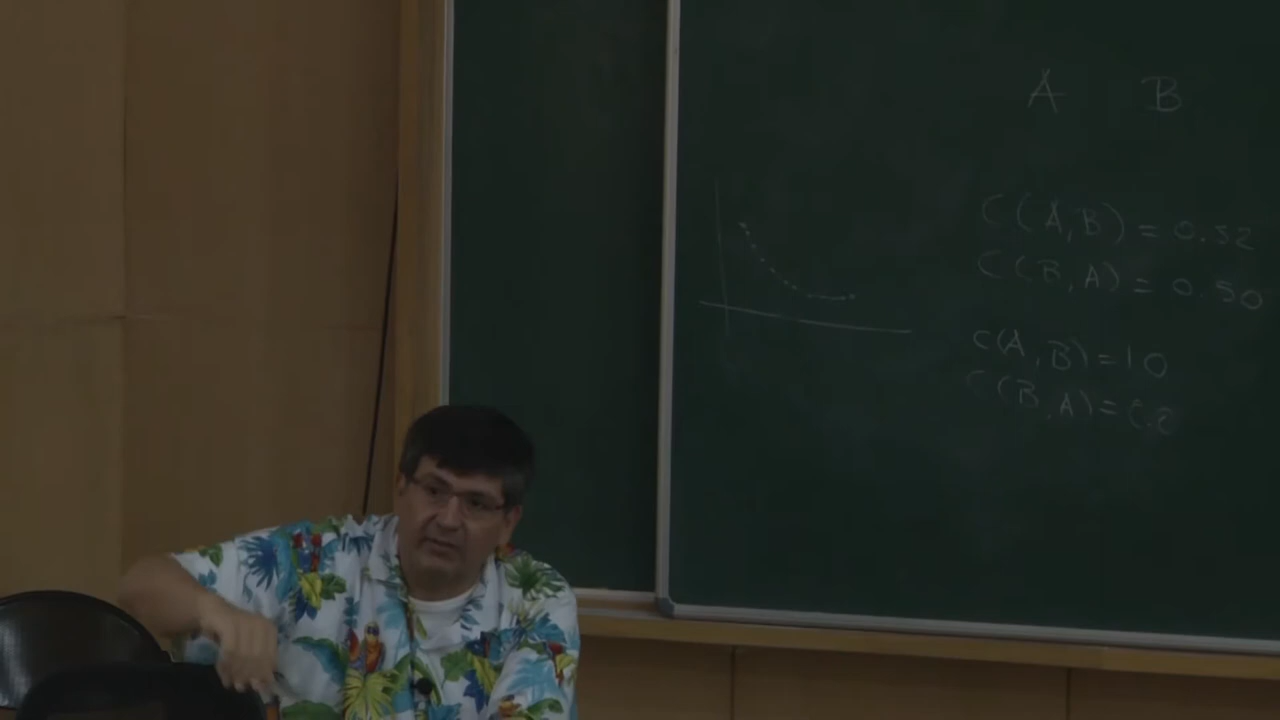 A B
C(A,B) = 0.52
C(B,A) = 0.50
C(A,B) = 10
C(B,A) =